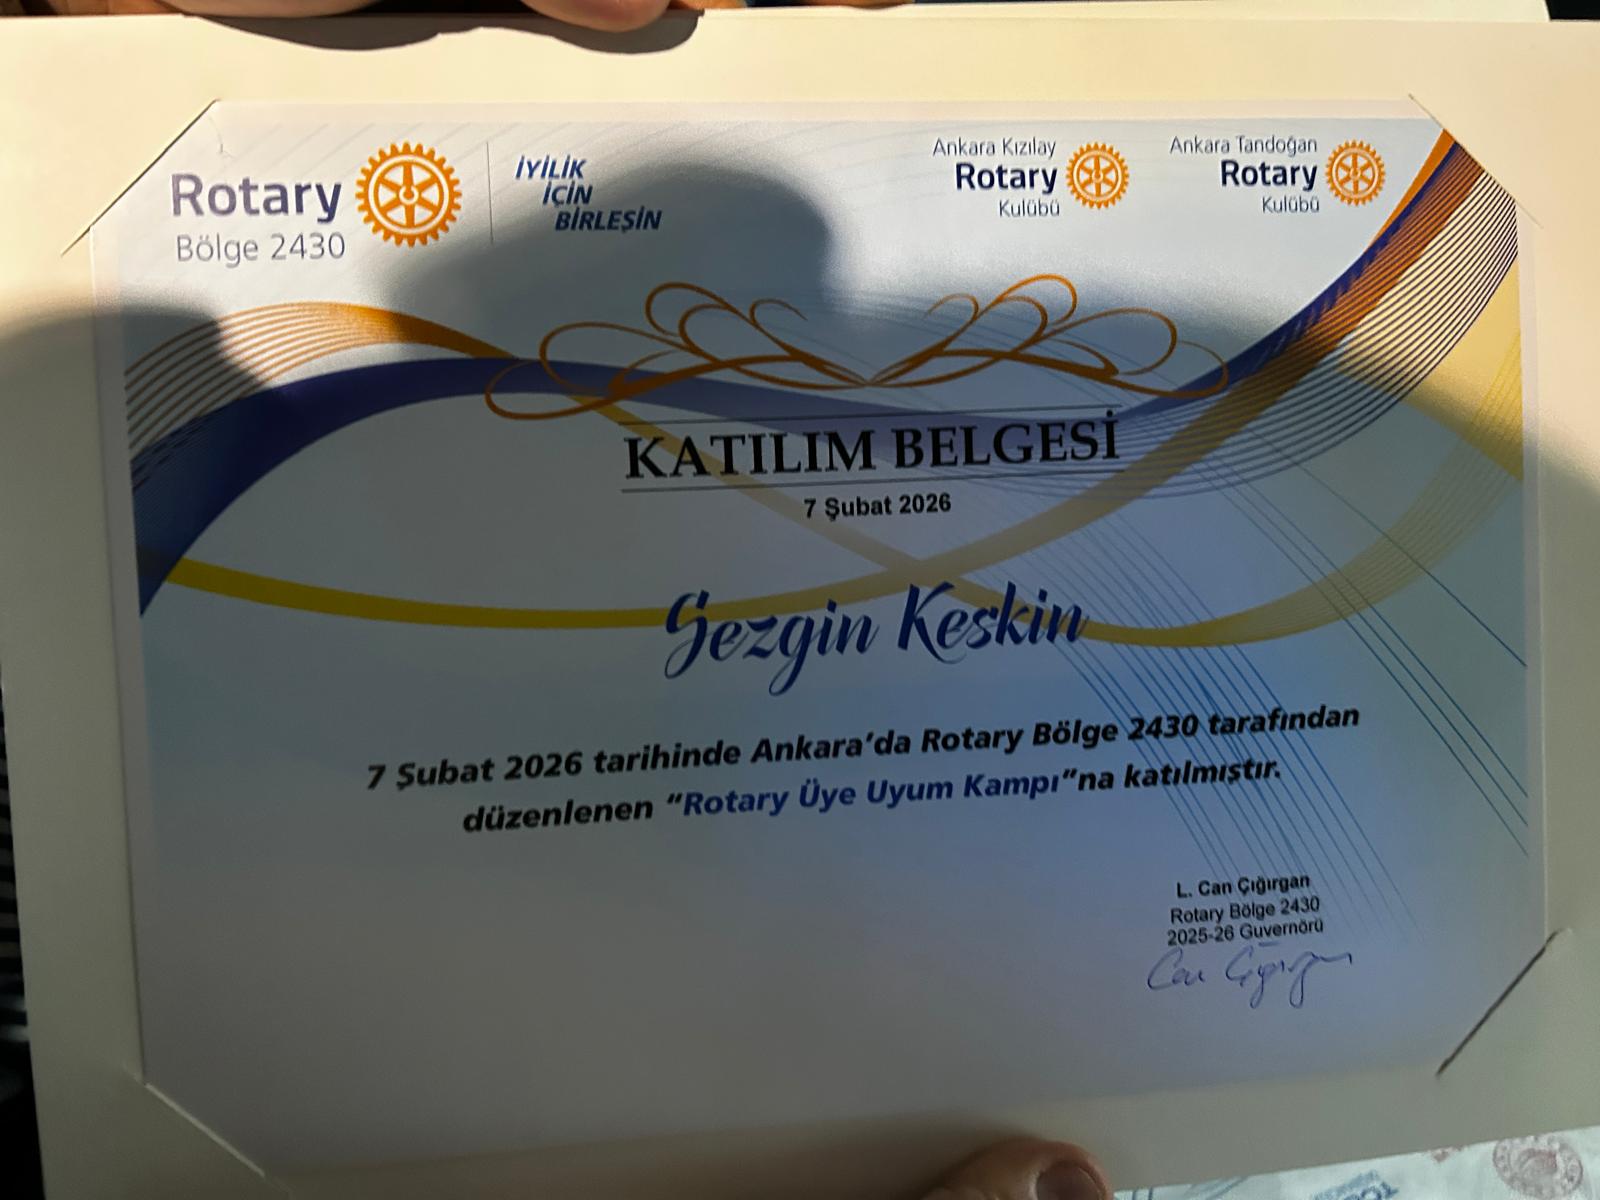 Rotary
Bölge 2430
İYİLİK
İÇİN
BİRLEŞİN
Ankara Kızılay
Rotary
Kulübü
Ankara Tandoğan
Rotary
Kulübü
KATILIM BELGESİ
7 Şubat 2026
Sezgin Keskin
7 Şubat 2026 tarihinde Ankara'da Rotary Bölge 2430 tarafından
düzenlenen "Rotary Üye Uyum Kampı"na katılmıştır.
L. Can Çığırgan
Rotary Bölge 2430
2025-26 Guvernörü
Can Çığırgan